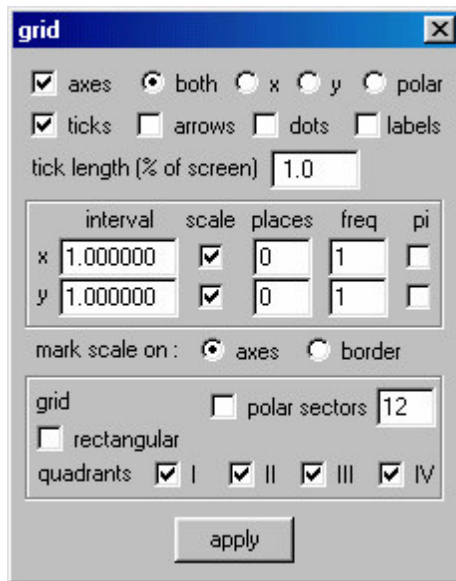 grid
axes both x y polar
ticks arrows dots labels
tick length (% of screen) 1.0
interval scale places freq pi
x 1.000000 0 1
y 1.000000 0 1
mark scale on : axes border
grid polar sectors 12
rectangular
quadrants I II III IV
apply